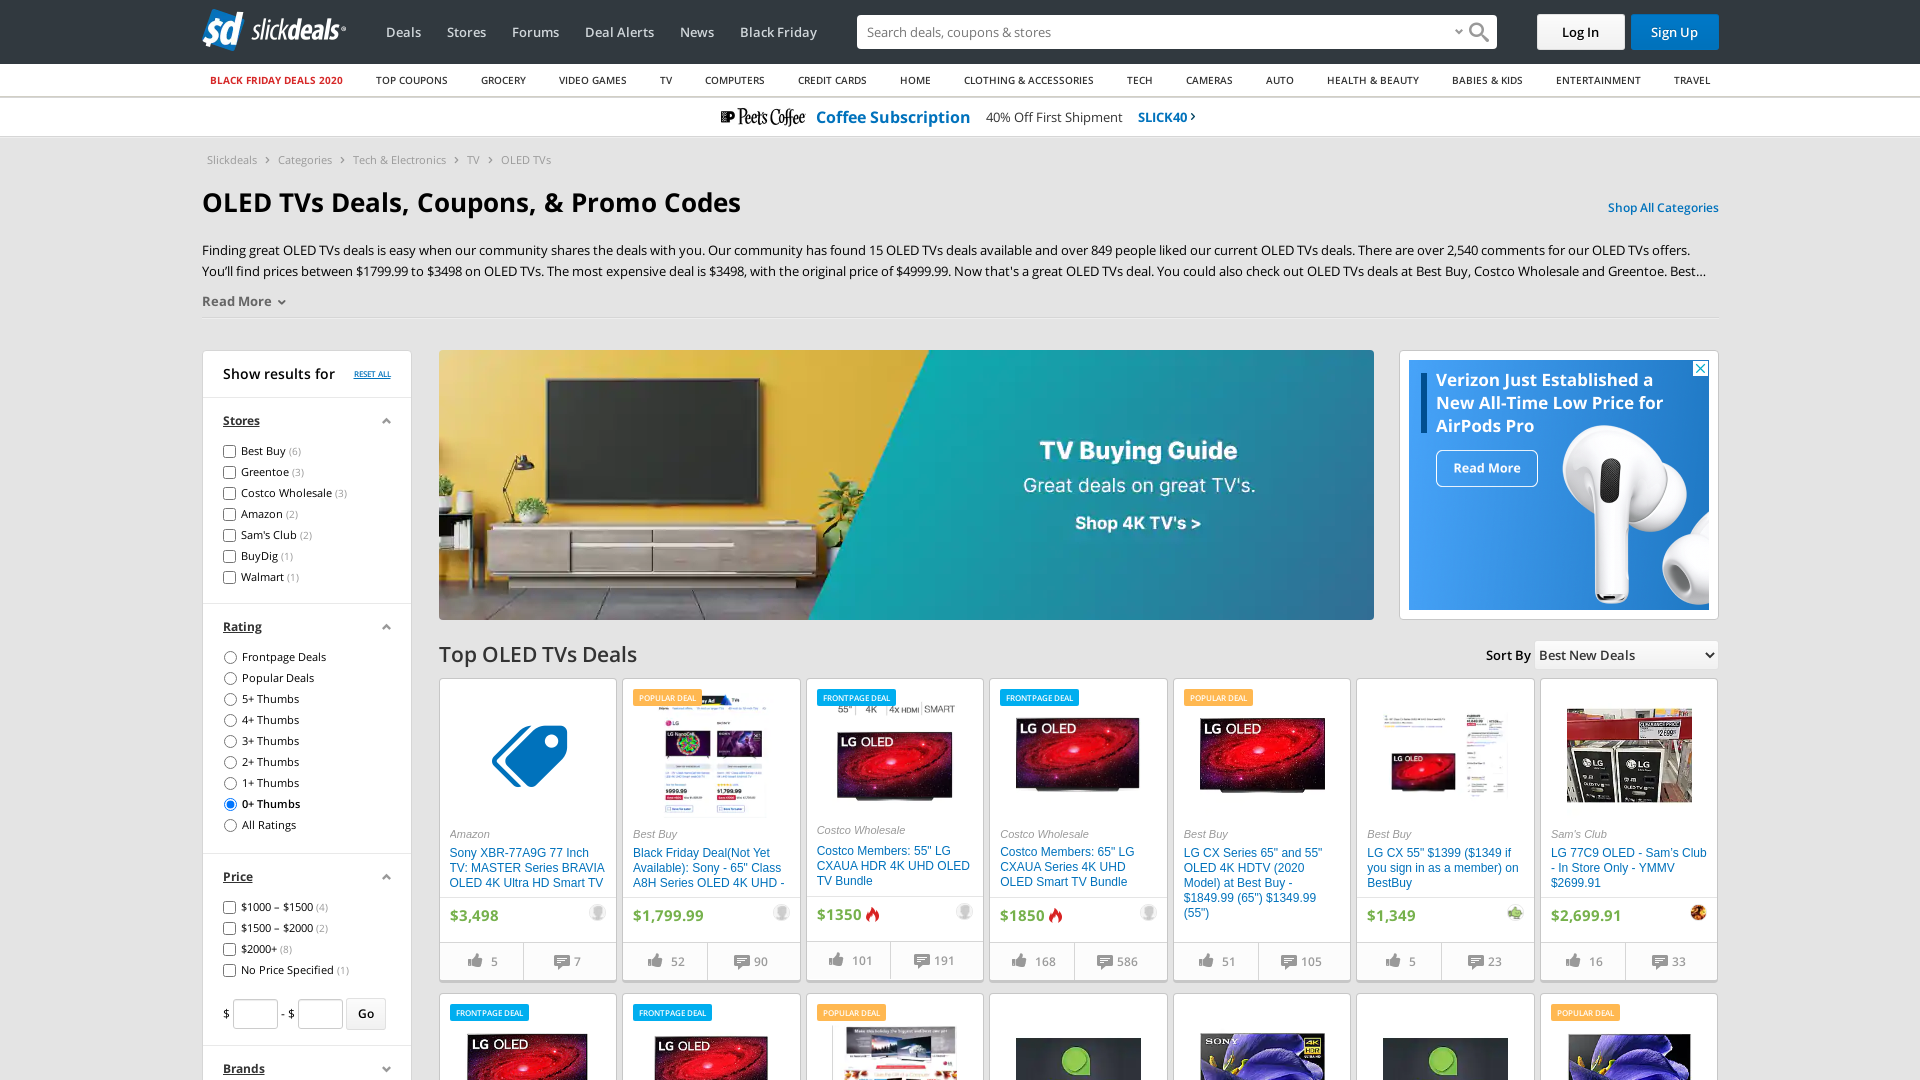 sd slickdeals
Deals
Stores
Forums
Deal Alerts
News
Black Friday
Search deals, coupons & stores
Log In
Sign Up
BLACK FRIDAY DEALS 2020
TOP COUPONS
GROCERY
VIDEO GAMES
TV
COMPUTERS
CREDIT CARDS
HOME
CLOTHING & ACCESSORIES
TECH
CAMERAS
AUTO
HEALTH & BEAUTY
BABIES & KIDS
ENTERTAINMENT
TRAVEL
Peet's Coffee Coffee Subscription 40% Off First Shipment SLICK40
Slickdeals > Categories > Tech & Electronics > TV > OLED TVs
OLED TVs Deals, Coupons, & Promo Codes
Shop All Categories
Finding great OLED TVs deals is easy when our community shares the deals with you. Our community has found 15 OLED TVs deals available and over 849 people liked our current OLED TVs deals. There are over 2,540 comments for our OLED TVs offers.
You'll find prices between $1799.99 to $3498 on OLED TVs. The most expensive deal is $3498, with the original price of $4999.99. Now that's a great OLED TVs deal. You could also check out OLED TVs deals at Best Buy, Costco Wholesale and Greentoe. Best…
Read More
Show results for RESET ALL
Stores
Best Buy (6)
Greentoe (3)
Costco Wholesale (3)
Amazon (2)
Sam's Club (2)
BuyDig (1)
Walmart (1)
Rating
Frontpage Deals
Popular Deals
5+ Thumbs
4+ Thumbs
3+ Thumbs
2+ Thumbs
1+ Thumbs
0+ Thumbs
All Ratings
Price
$1000 – $1500 (4)
$1500 – $2000 (2)
$2000+ (8)
No Price Specified (1)
$ - $ Go
Brands
TV Buying Guide
Great deals on great TV's.
Shop 4K TV's >
Verizon Just Established a
New All-Time Low Price for
AirPods Pro
Read More
Top OLED TVs Deals
Sort By Best New Deals
Amazon
Sony XBR-77A9G 77 Inch
TV: MASTER Series BRAVIA
OLED 4K Ultra HD Smart TV
$3,498
5
7
POPULAR DEAL
LG
$999.99
$1,799.99
Best Buy
Black Friday Deal(Not Yet
Available): Sony - 65" Class
A8H Series OLED 4K UHD -
$1,799.99
52
90
FRONTPAGE DEAL
55" 4K 4x HDMI SMART
LG OLED
Costco Wholesale
Costco Members: 55" LG
CXAUA HDR 4K UHD OLED
TV Bundle
$1350
101
191
FRONTPAGE DEAL
LG OLED
Costco Wholesale
Costco Members: 65" LG
CXAUA Series 4K UHD
OLED Smart TV Bundle
$1850
168
586
POPULAR DEAL
LG OLED
Best Buy
LG CX Series 65" and 55"
OLED 4K HDTV (2020
Model) at Best Buy -
$1849.99 (65") $1349.99
(55")
51
105
LG OLED
Best Buy
LG CX 55" $1399 ($1349 if
you sign in as a member) on
BestBuy
$1,349
5
23
LG
LG
Sam's Club
LG 77C9 OLED - Sam's Club
- In Store Only - YMMV
$2699.91
$2,699.91
16
33
FRONTPAGE DEAL
LG OLED
FRONTPAGE DEAL
LG OLED
POPULAR DEAL
SONY
4K
HDR
POPULAR DEAL